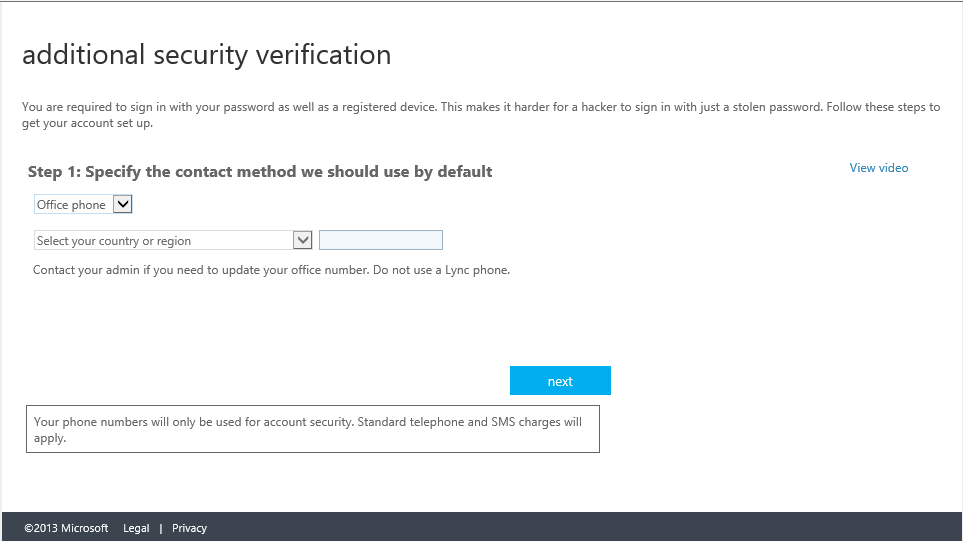 additional security verification
You are required to sign in with your password as well as a registered device. This makes it harder for a hacker to sign in with just a stolen password. Follow these steps to
get your account set up.
Step 1: Specify the contact method we should use by default
View video
Office phone
Select your country or region
Contact your admin if you need to update your office number. Do not use a Lync phone.
next
Your phone numbers will only be used for account security. Standard telephone and SMS charges will
apply.
©2013 Microsoft Legal | Privacy